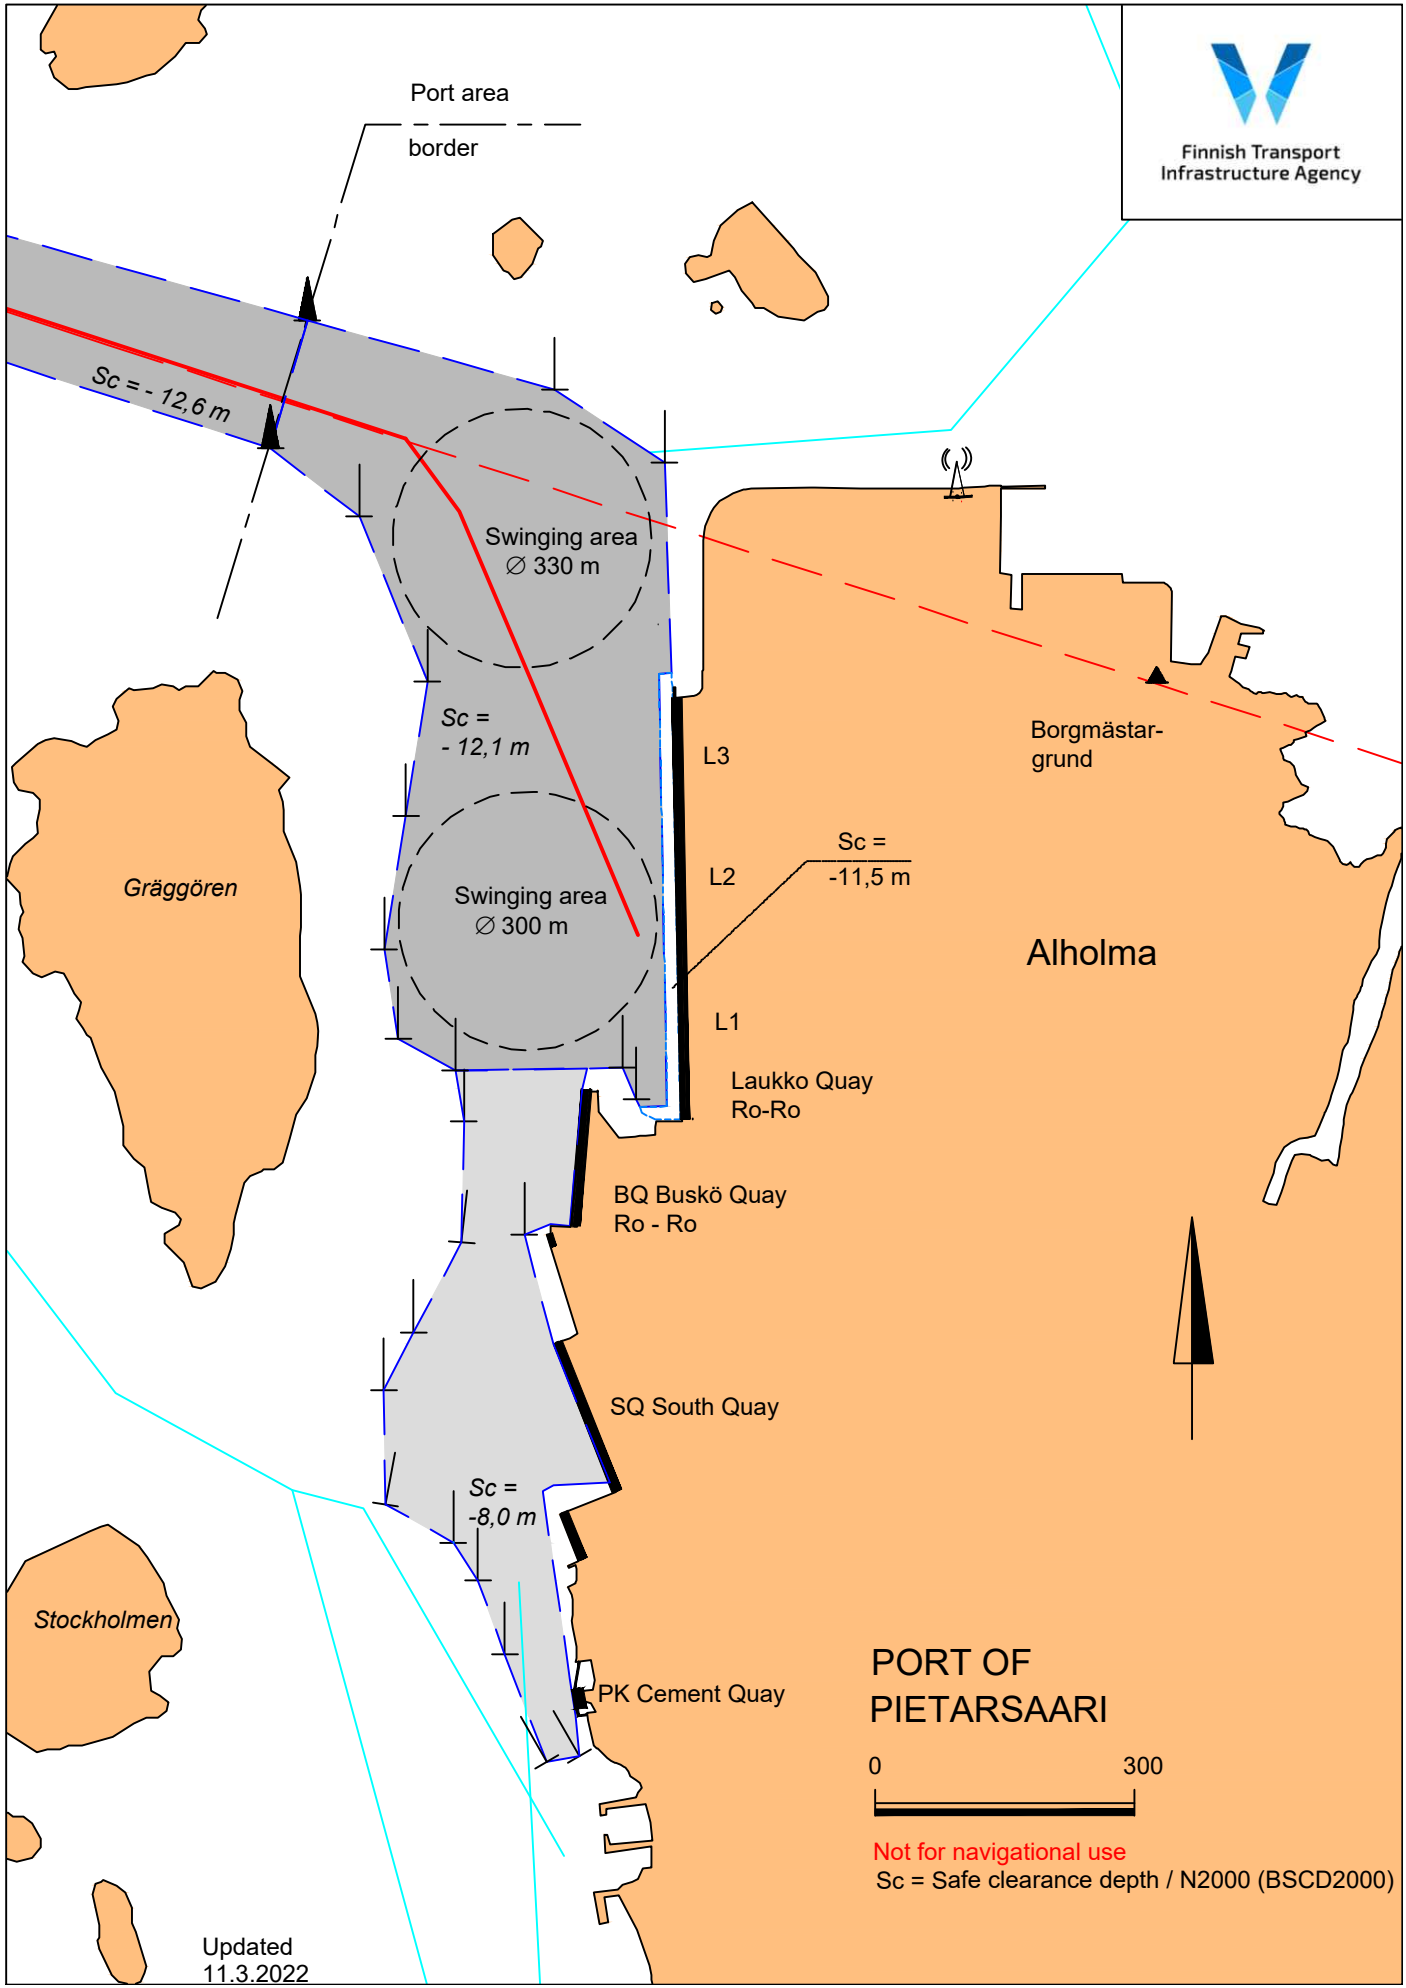 Port area
border
Finnish Transport
Infrastructure Agency
Sc = - 12,6 m
Swinging area
∅ 330 m
Sc =
- 12,1 m
L3
Borgmästar-
grund
Sc =
-11,5 m
L2
Gräggören
Swinging area
∅ 300 m
Alholma
L1
Laukko Quay
Ro-Ro
BQ Buskö Quay
Ro - Ro
SQ South Quay
Sc =
-8,0 m
Stockholmen
PK Cement Quay
PORT OF
PIETARSAARI
0 300
Not for navigational use
Sc = Safe clearance depth / N2000 (BSCD2000)
Updated
11.3.2022